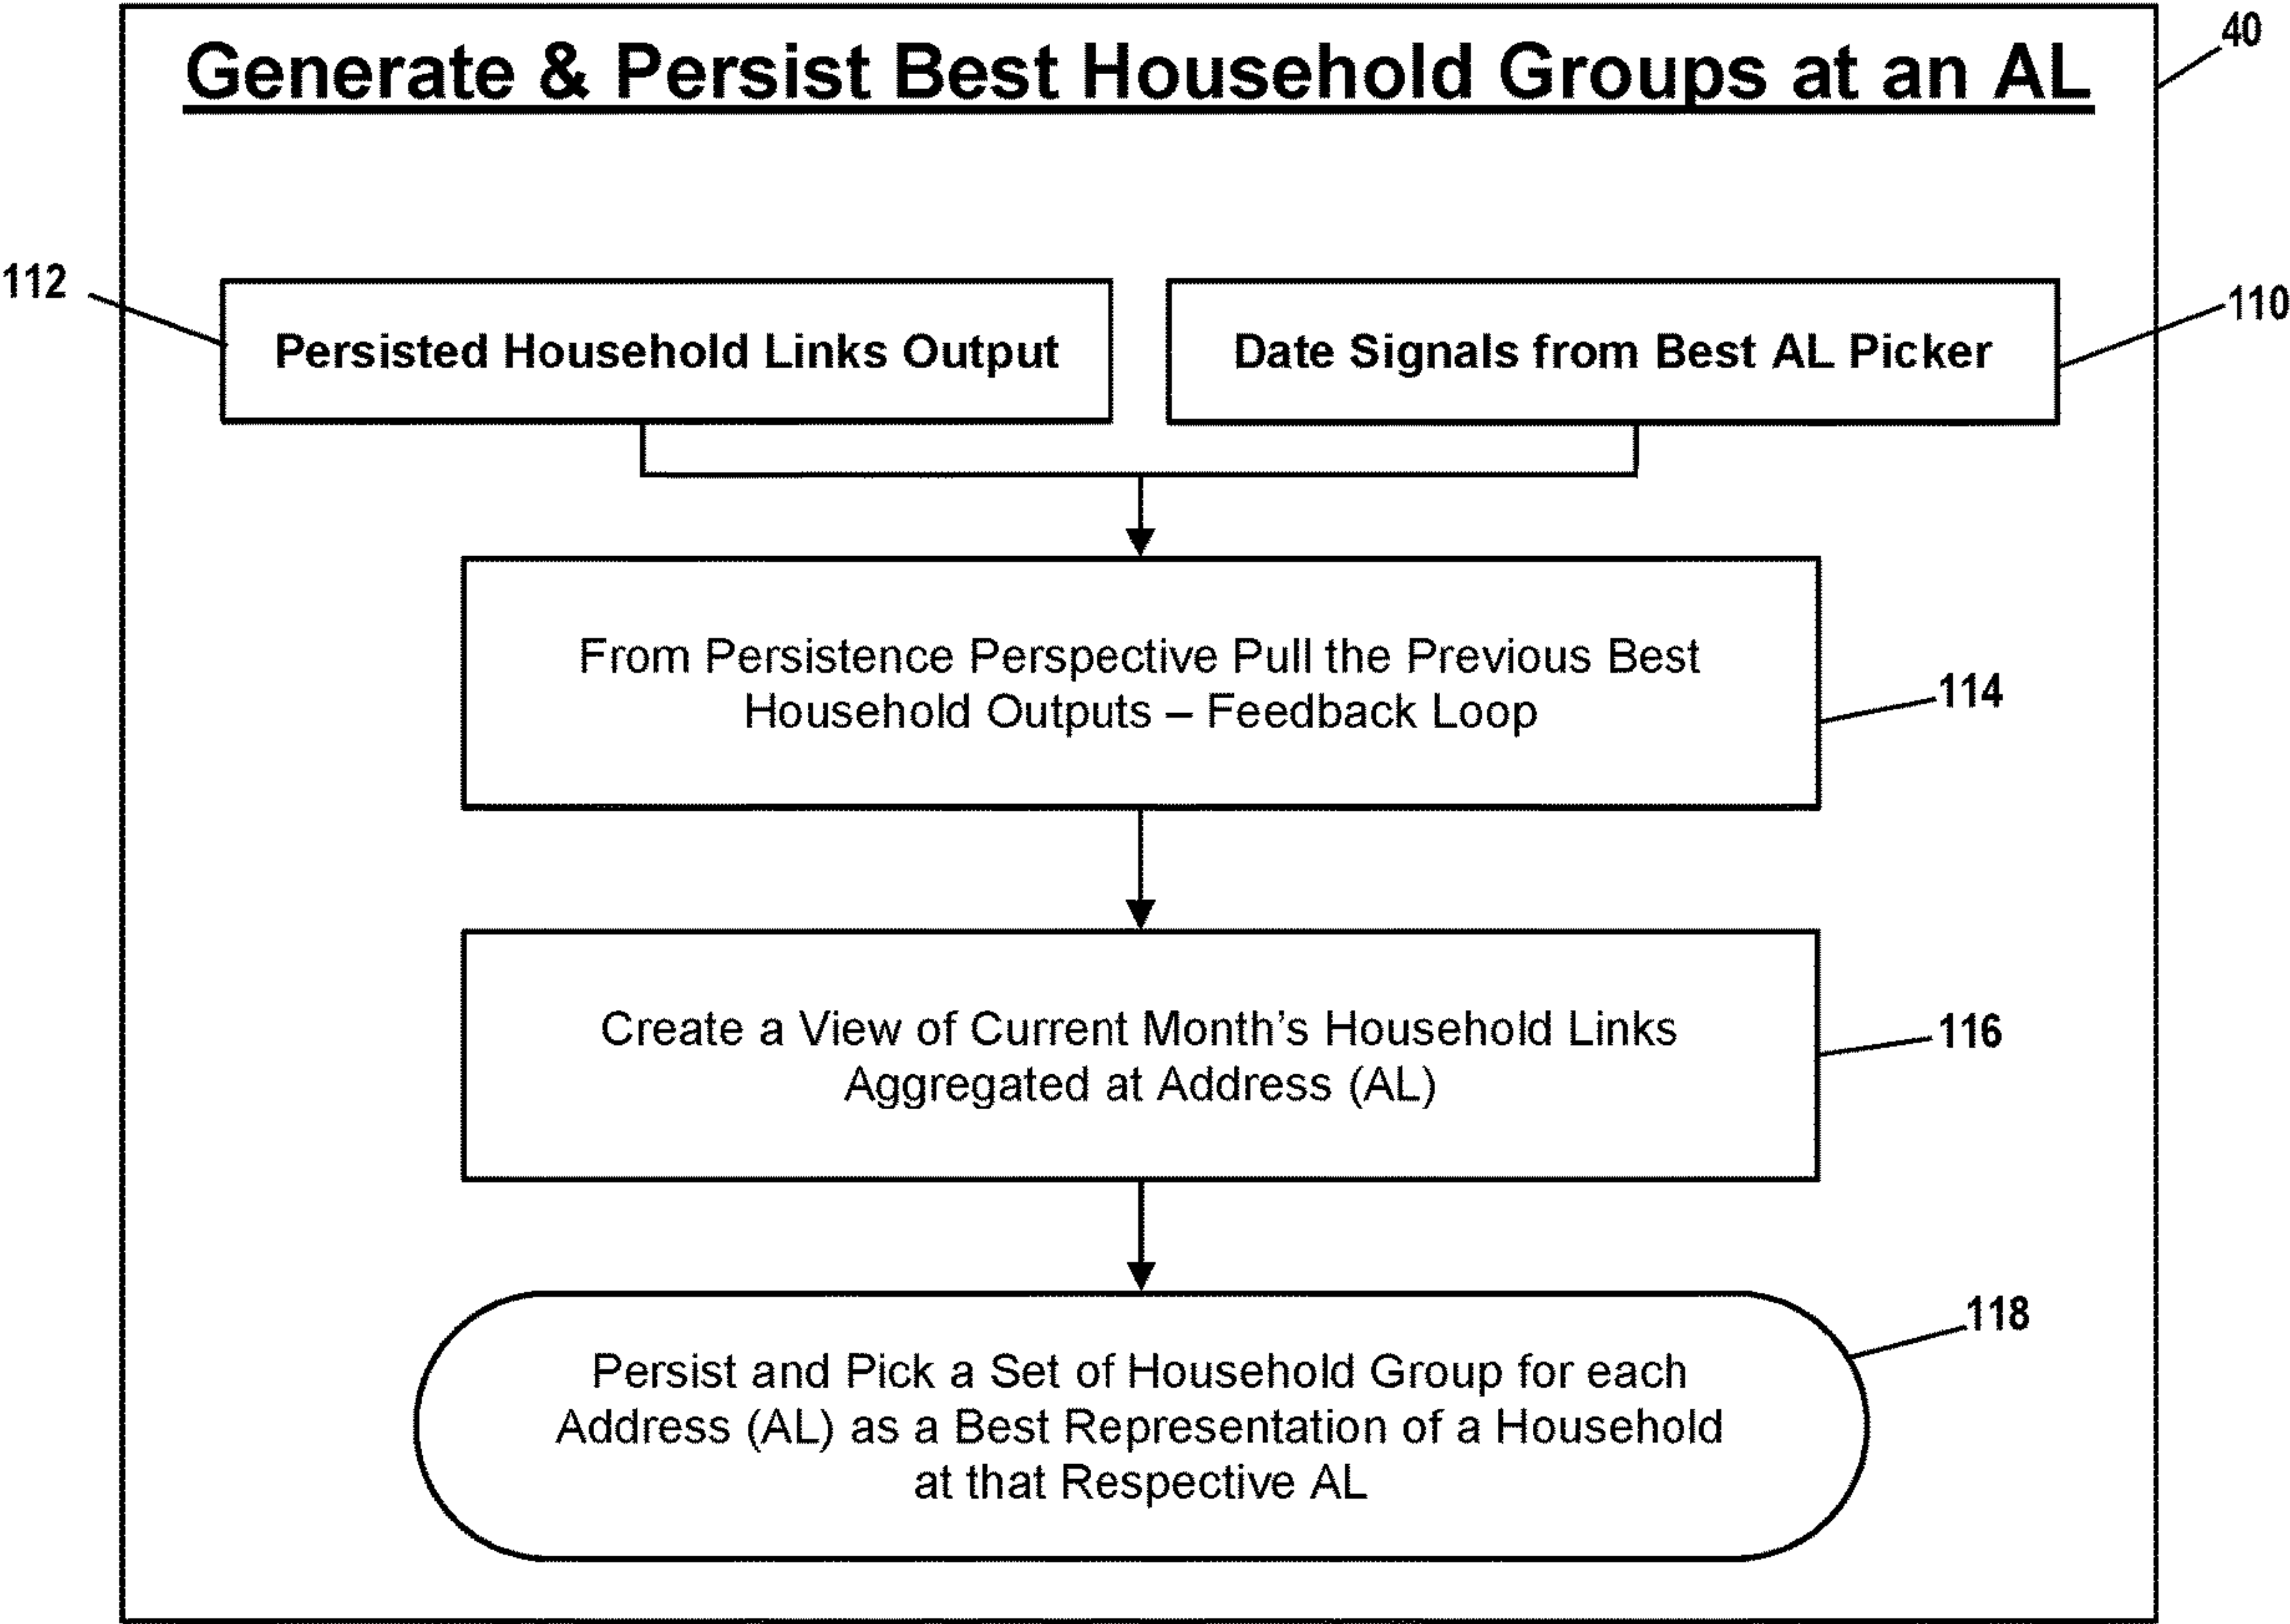 Generate & Persist Best Household Groups at an AL
40
112
Persisted Household Links Output
Date Signals from Best AL Picker
110
From Persistence Perspective Pull the Previous Best
Household Outputs – Feedback Loop
114
Create a View of Current Month's Household Links
Aggregated at Address (AL)
116
118
Persist and Pick a Set of Household Group for each
Address (AL) as a Best Representation of a Household
at that Respective AL